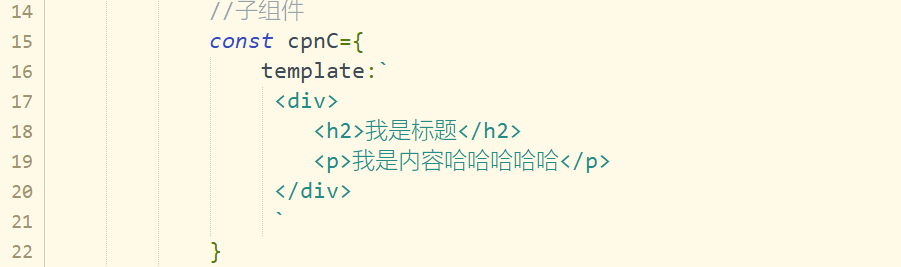 14 //子组件
15 const cpnC={
16 template:`
17 <div>
18 <h2>我是标题</h2>
19 <p>我是内容哈哈哈哈哈</p>
20 </div>
21 `
22 }